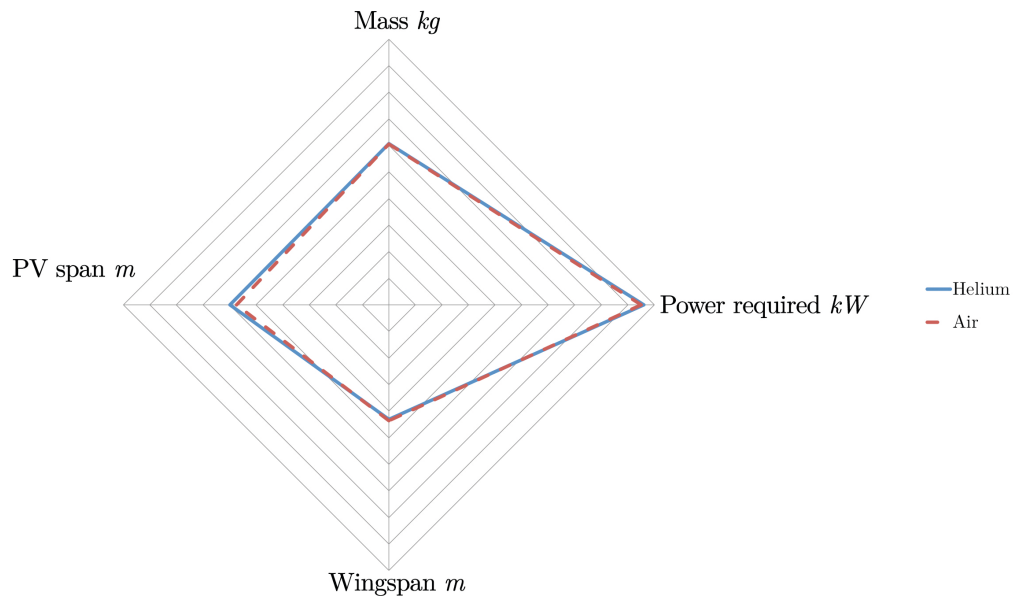 Mass kg
PV span m
Power required kW
Helium
Air
Wingspan m